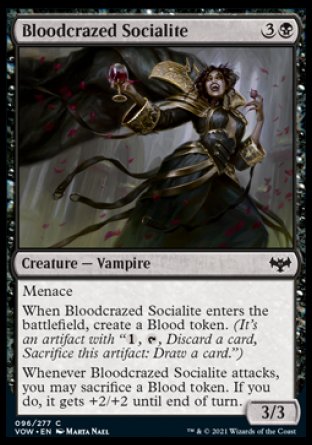 Bloodcrazed Socialite 3
Creature — Vampire
Menace
When Bloodcrazed Socialite enters the
battlefield, create a Blood token. (It's
an artifact with "1, Discard a card,
Sacrifice this artifact: Draw a card.")
Whenever Bloodcrazed Socialite attacks,
you may sacrifice a Blood token. If you
do, it gets +2/+2 until end of turn.
3/3
096/277 C
VOW • EN MARTA NAEL
™ & © 2021 Wizards of the Coast